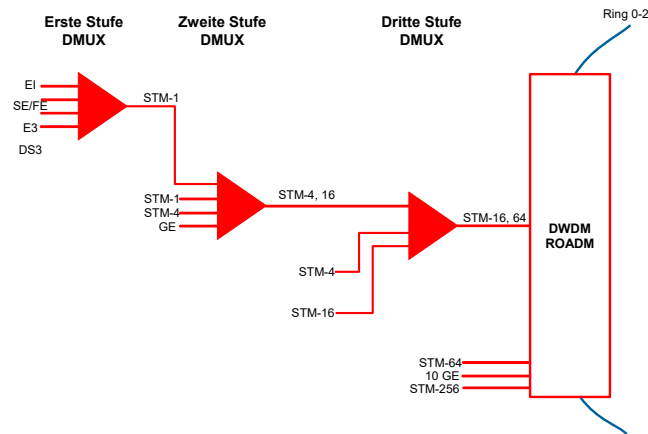 Ring 0-2
Erste Stufe
DMUX
Zweite Stufe
DMUX
Dritte Stufe
DMUX
EI
SE/FE
E3
DS3
STM-1
STM-1
STM-4
GE
STM-4, 16
STM-4
STM-16
STM-16, 64
DWDM
ROADM
STM-64
10 GE
STM-256